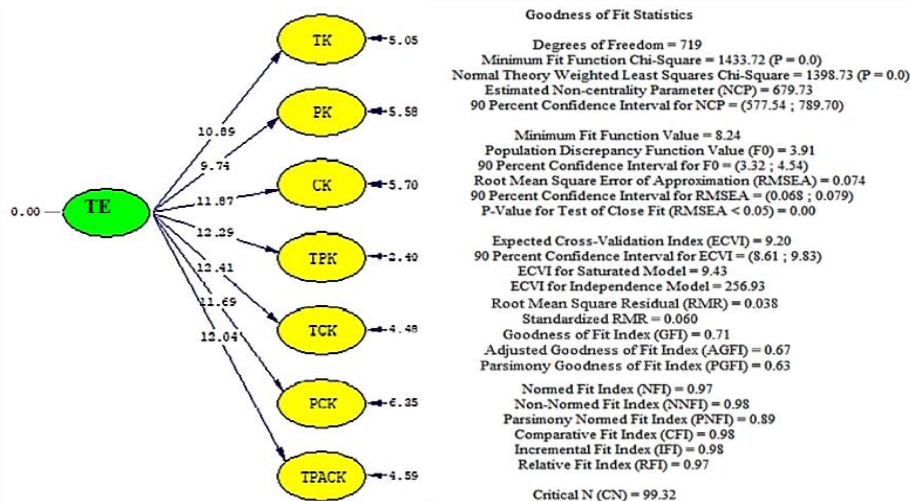 TK
5.05
PK
5.58
10.89
9.74
CK
5.70
11.87
0.00
TE
12.29
TPK
2.40
12.41
11.69
TCK
4.48
12.04
PCK
6.35
TPACK
4.59
Goodness of Fit Statistics
Degrees of Freedom = 719
Minimum Fit Function Chi-Square = 1433.72 (P = 0.0)
Normal Theory Weighted Least Squares Chi-Square = 1398.73 (P = 0.0)
Estimated Non-centrality Parameter (NCP) = 679.73
90 Percent Confidence Interval for NCP = (577.54 ; 789.70)
Minimum Fit Function Value = 8.24
Population Discrepancy Function Value (F0) = 3.91
90 Percent Confidence Interval for F0 = (3.32 ; 4.54)
Root Mean Square Error of Approximation (RMSEA) = 0.074
90 Percent Confidence Interval for RMSEA = (0.068 ; 0.079)
P-Value for Test of Close Fit (RMSEA < 0.05) = 0.00
Expected Cross-Validation Index (ECVI) = 9.20
90 Percent Confidence Interval for ECVI = (8.61 ; 9.83)
ECVI for Saturated Model = 9.43
ECVI for Independence Model = 256.93
Root Mean Square Residual (RMR) = 0.038
Standardized RMR = 0.060
Goodness of Fit Index (GFI) = 0.71
Adjusted Goodness of Fit Index (AGFI) = 0.67
Parsimony Goodness of Fit Index (PGFI) = 0.63
Normed Fit Index (NFI) = 0.97
Non-Normed Fit Index (NNFI) = 0.98
Parsimony Normed Fit Index (PNFI) = 0.89
Comparative Fit Index (CFI) = 0.98
Incremental Fit Index (IFI) = 0.98
Relative Fit Index (RFI) = 0.97
Critical N (CN) = 99.32